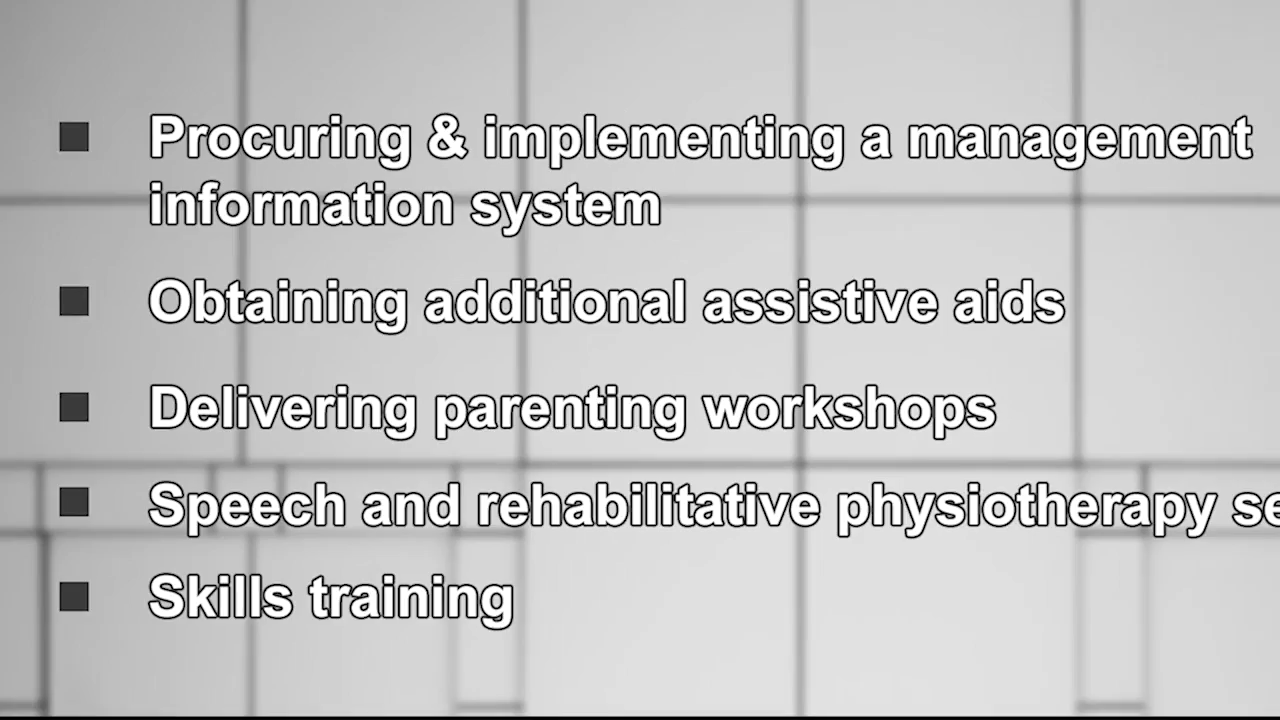 Procuring & implementing a management
information system
Obtaining additional assistive aids
Delivering parenting workshops
Speech and rehabilitative physiotherapy
Skills training